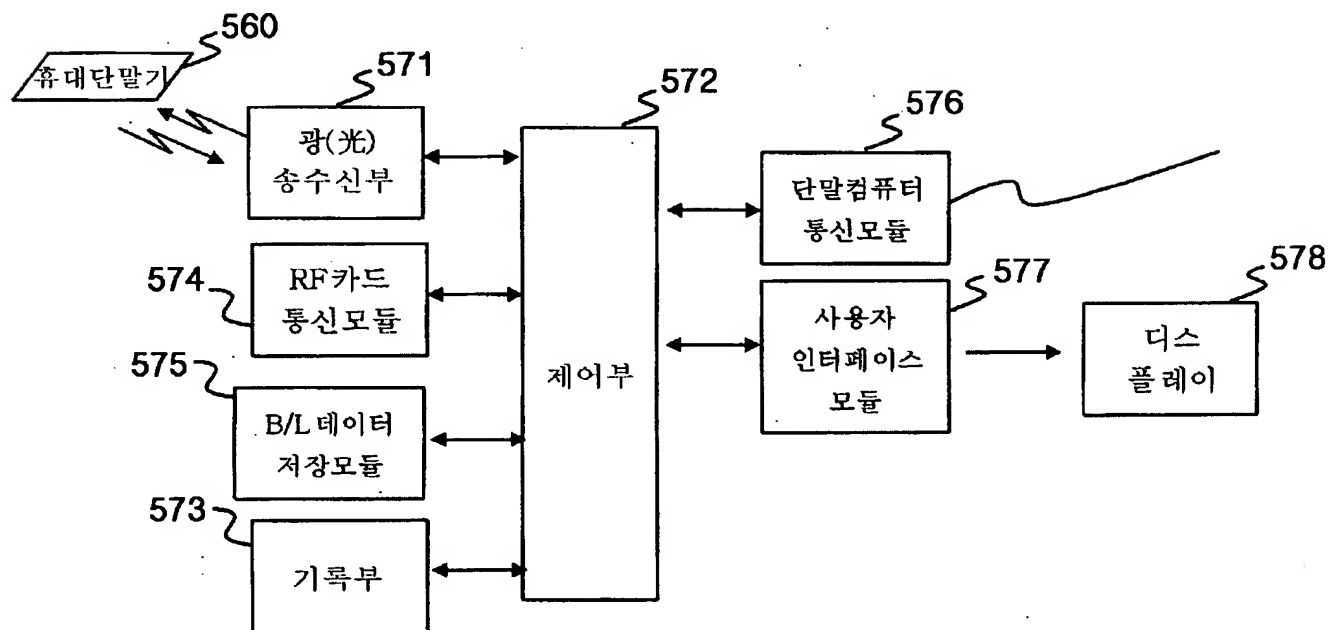 560
휴대단말기
571
광(光)
송수신부
572
576
단말컴퓨터
통신모듈
574
RF카드
통신모듈
577
사용자
인터페이스
모듈
578
디스
플레이
제어부
575
B/L데이터
저장모듈
573
기록부